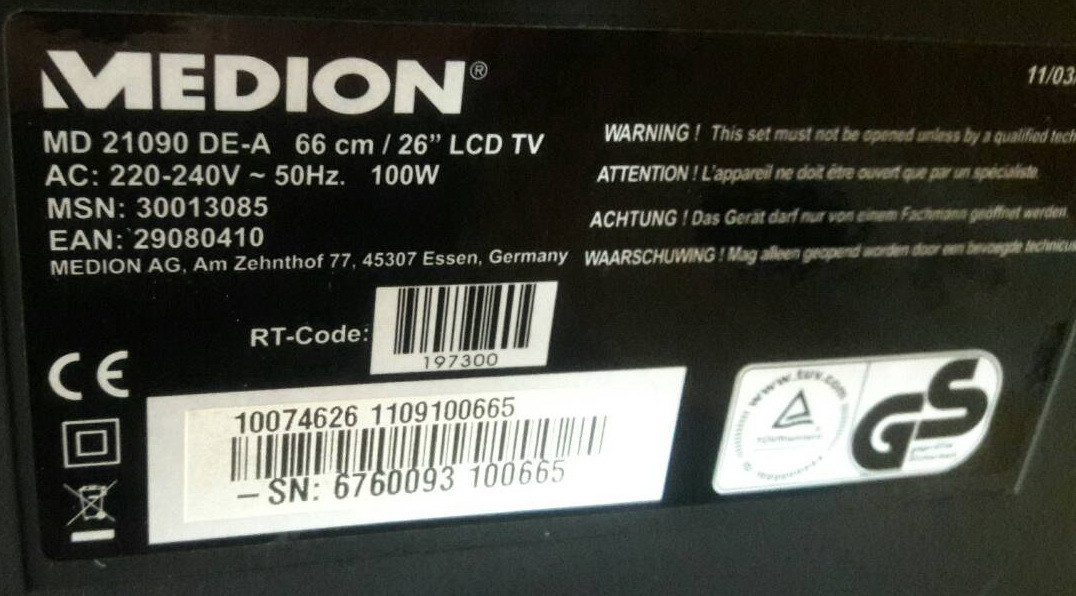 MEDION®
MD 21090 DE-A 66 cm / 26" LCD TV
AC: 220-240V ~ 50Hz. 100W
MSN: 30013085
EAN: 29080410
MEDION AG, Am Zehnthof 77, 45307 Essen, Germany
11/03
WARNING ! This set must not be opened unless by a qualified tech
ATTENTION ! L'appareil ne doit être ouvert que par un spécialiste.
ACHTUNG ! Das Gerät darf nur von einem Fachmann geöffnet werden.
WAARSCHUWING ! Mag alleen geopend worden door een bevoegde technicus
RT-Code:
197300
CE
10074626 1109100665
– SN: 6760093 100665
www.tuv.com
TÜVRheinland
GS
geprüfte
Sicherheit